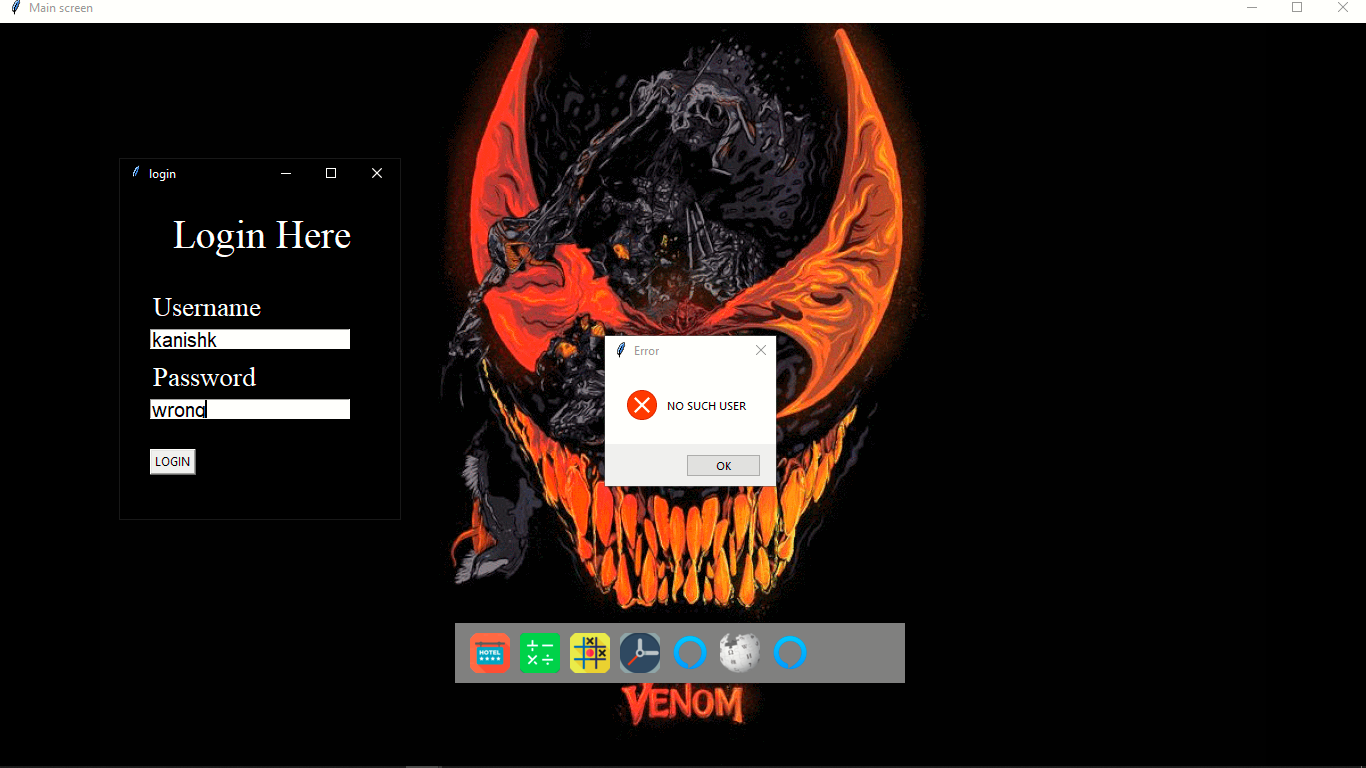 Main screen
login
Login Here
Username
kanishk
Password
wrong
LOGIN
Error
NO SUCH USER
OK
HOTEL
VENOM